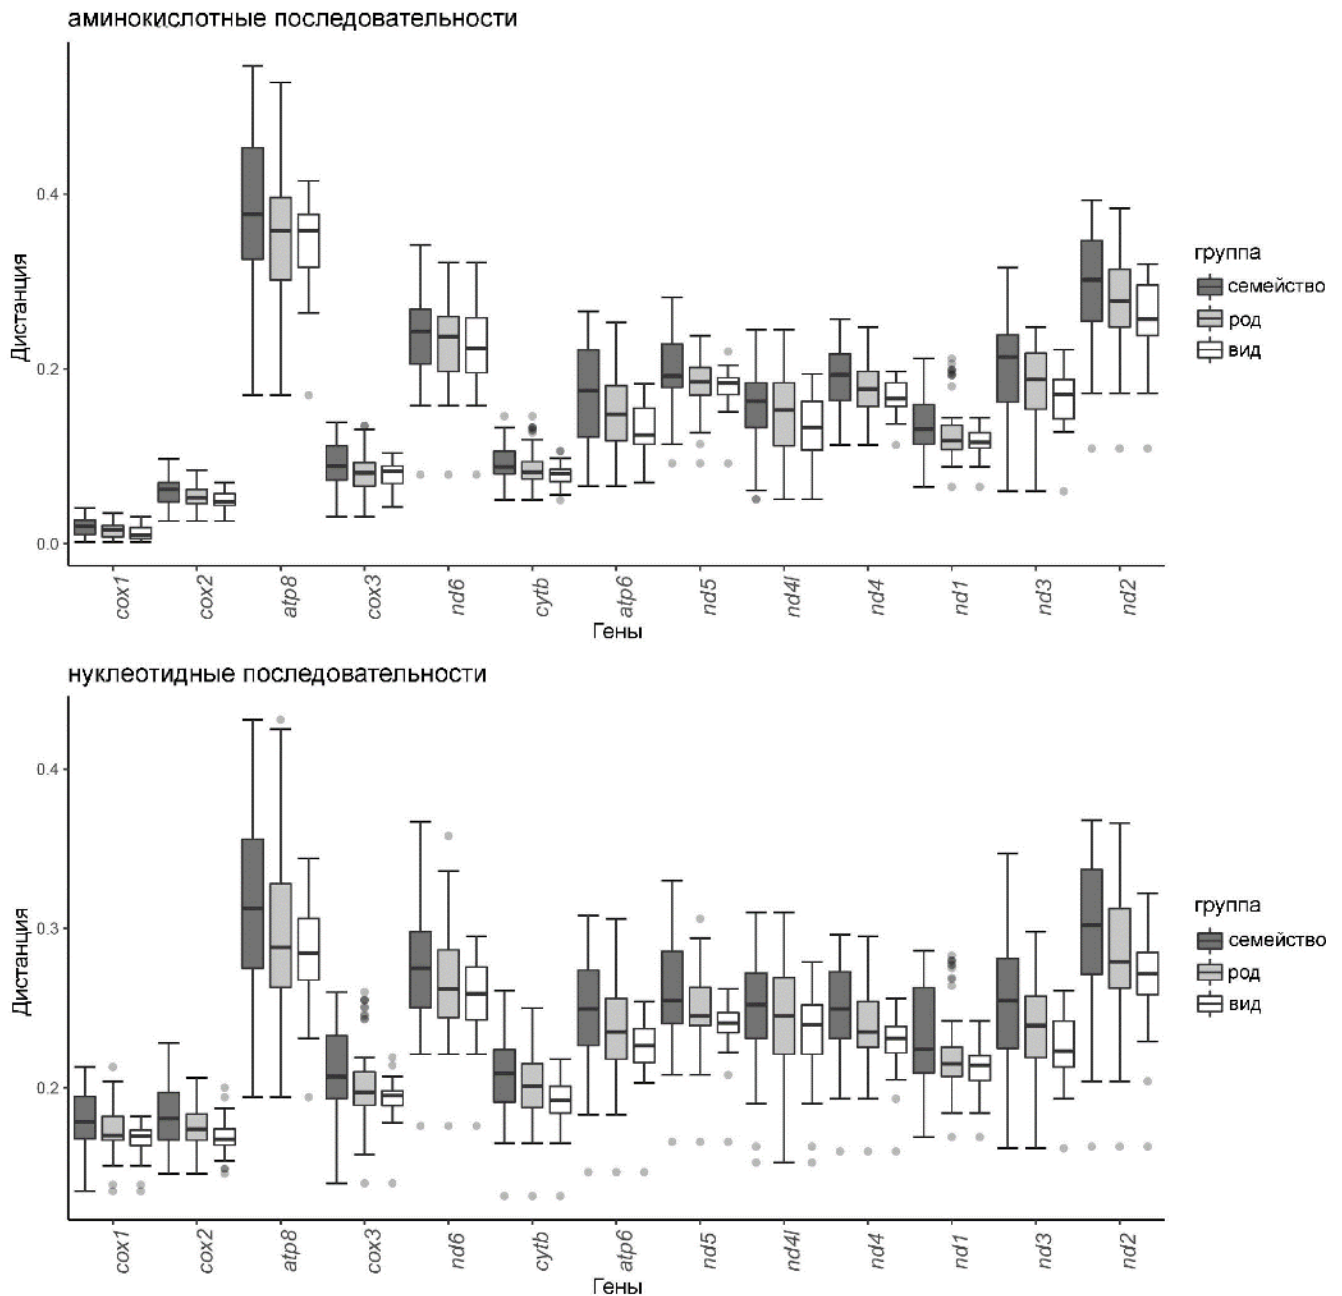 аминокислотные последовательности
Дистанция
0.4
0.2
0.0
cox1 cox2 atp8 cox3 nd6 cytb atp6 nd5 nd4l nd4 nd1 nd3 nd2
Гены
группа
семейство
род
вид
нуклеотидные последовательности
Дистанция
0.4
0.3
0.2
cox1 cox2 atp8 cox3 nd6 cytb atp6 nd5 nd4l nd4 nd1 nd3 nd2
Гены
группа
семейство
род
вид